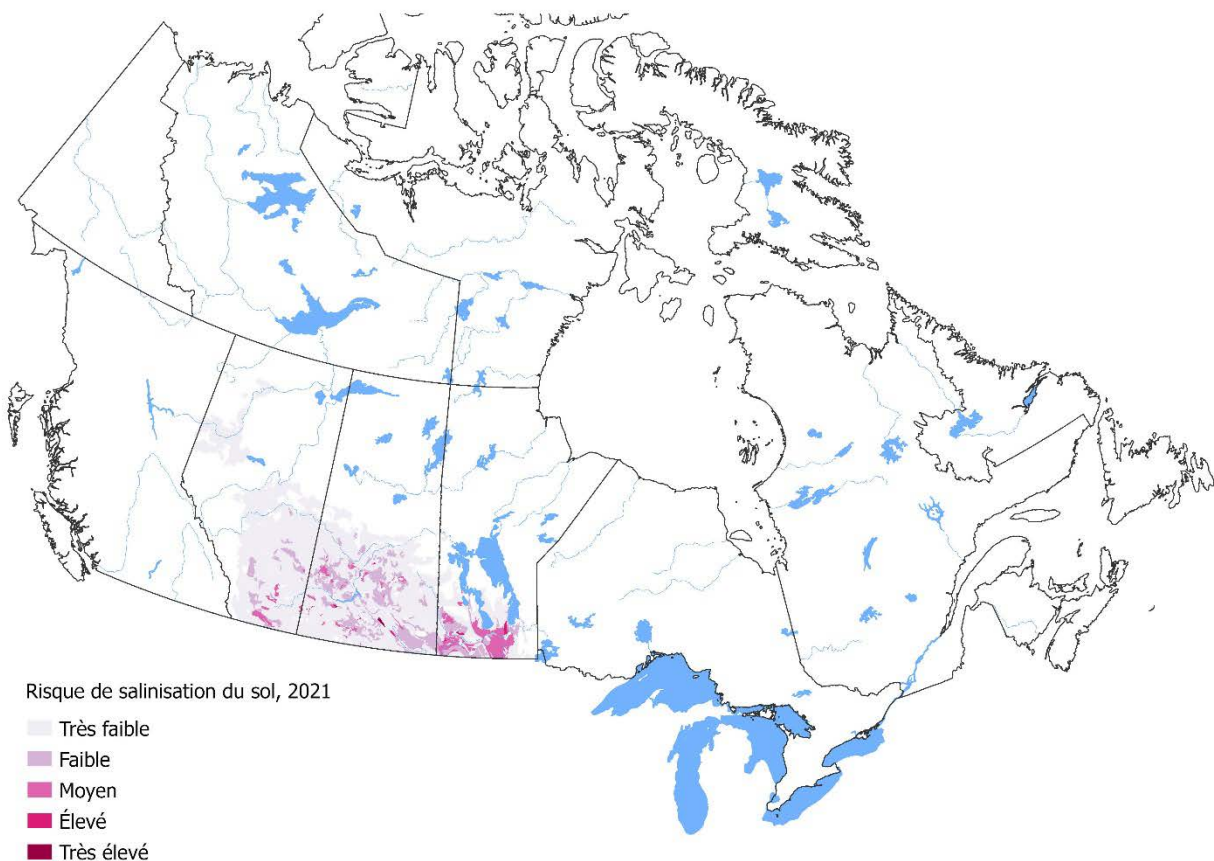 Risque de salinisation du sol, 2021
Très faible
Faible
Moyen
Élevé
Très élevé